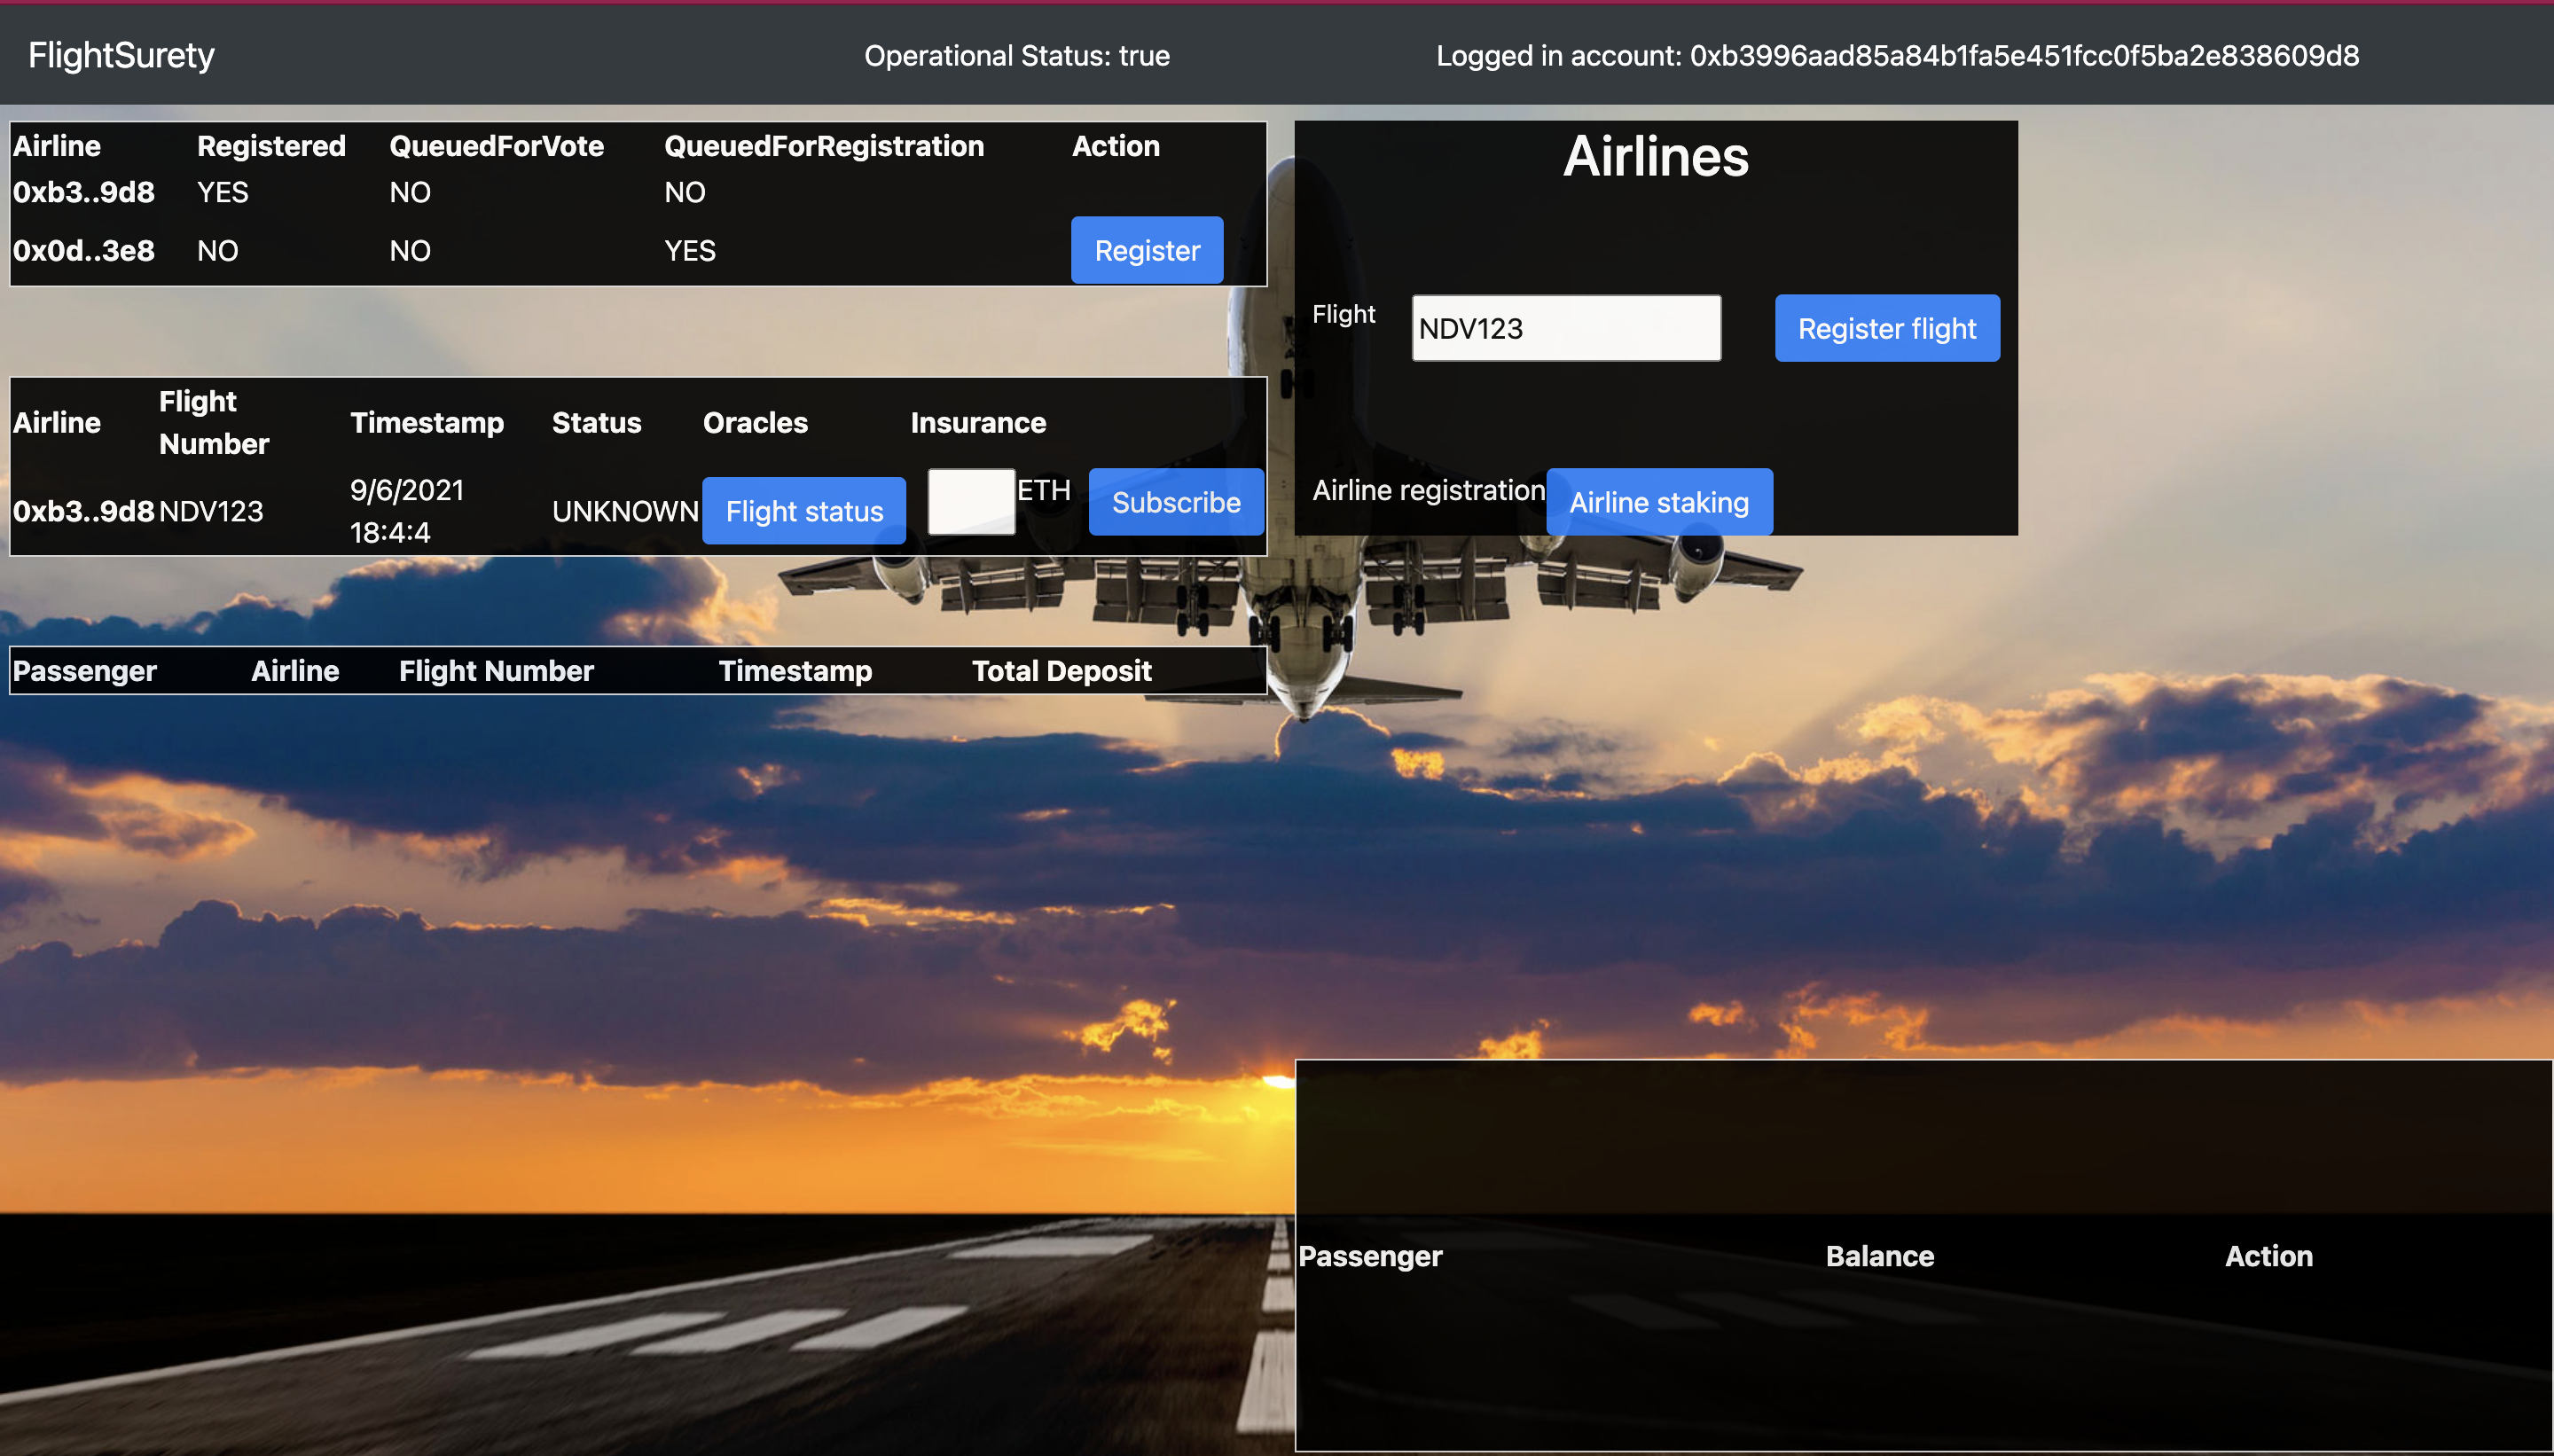 FlightSurety Operational Status: true Logged in account: 0xb3996aad85a84b1fa5e451fcc0f5ba2e838609d8
Airline Registered QueuedForVote QueuedForRegistration Action
0xb3..9d8 YES NO NO
0x0d..3e8 NO NO YES Register
Airline Flight Number Timestamp Status Oracles Insurance
0xb3..9d8 NDV123 9/6/2021 18:4:4 UNKNOWN Flight status ETH Subscribe
Passenger Airline Flight Number Timestamp Total Deposit
Airlines
Flight NDV123 Register flight
Airline registration Airline staking
Passenger Balance Action